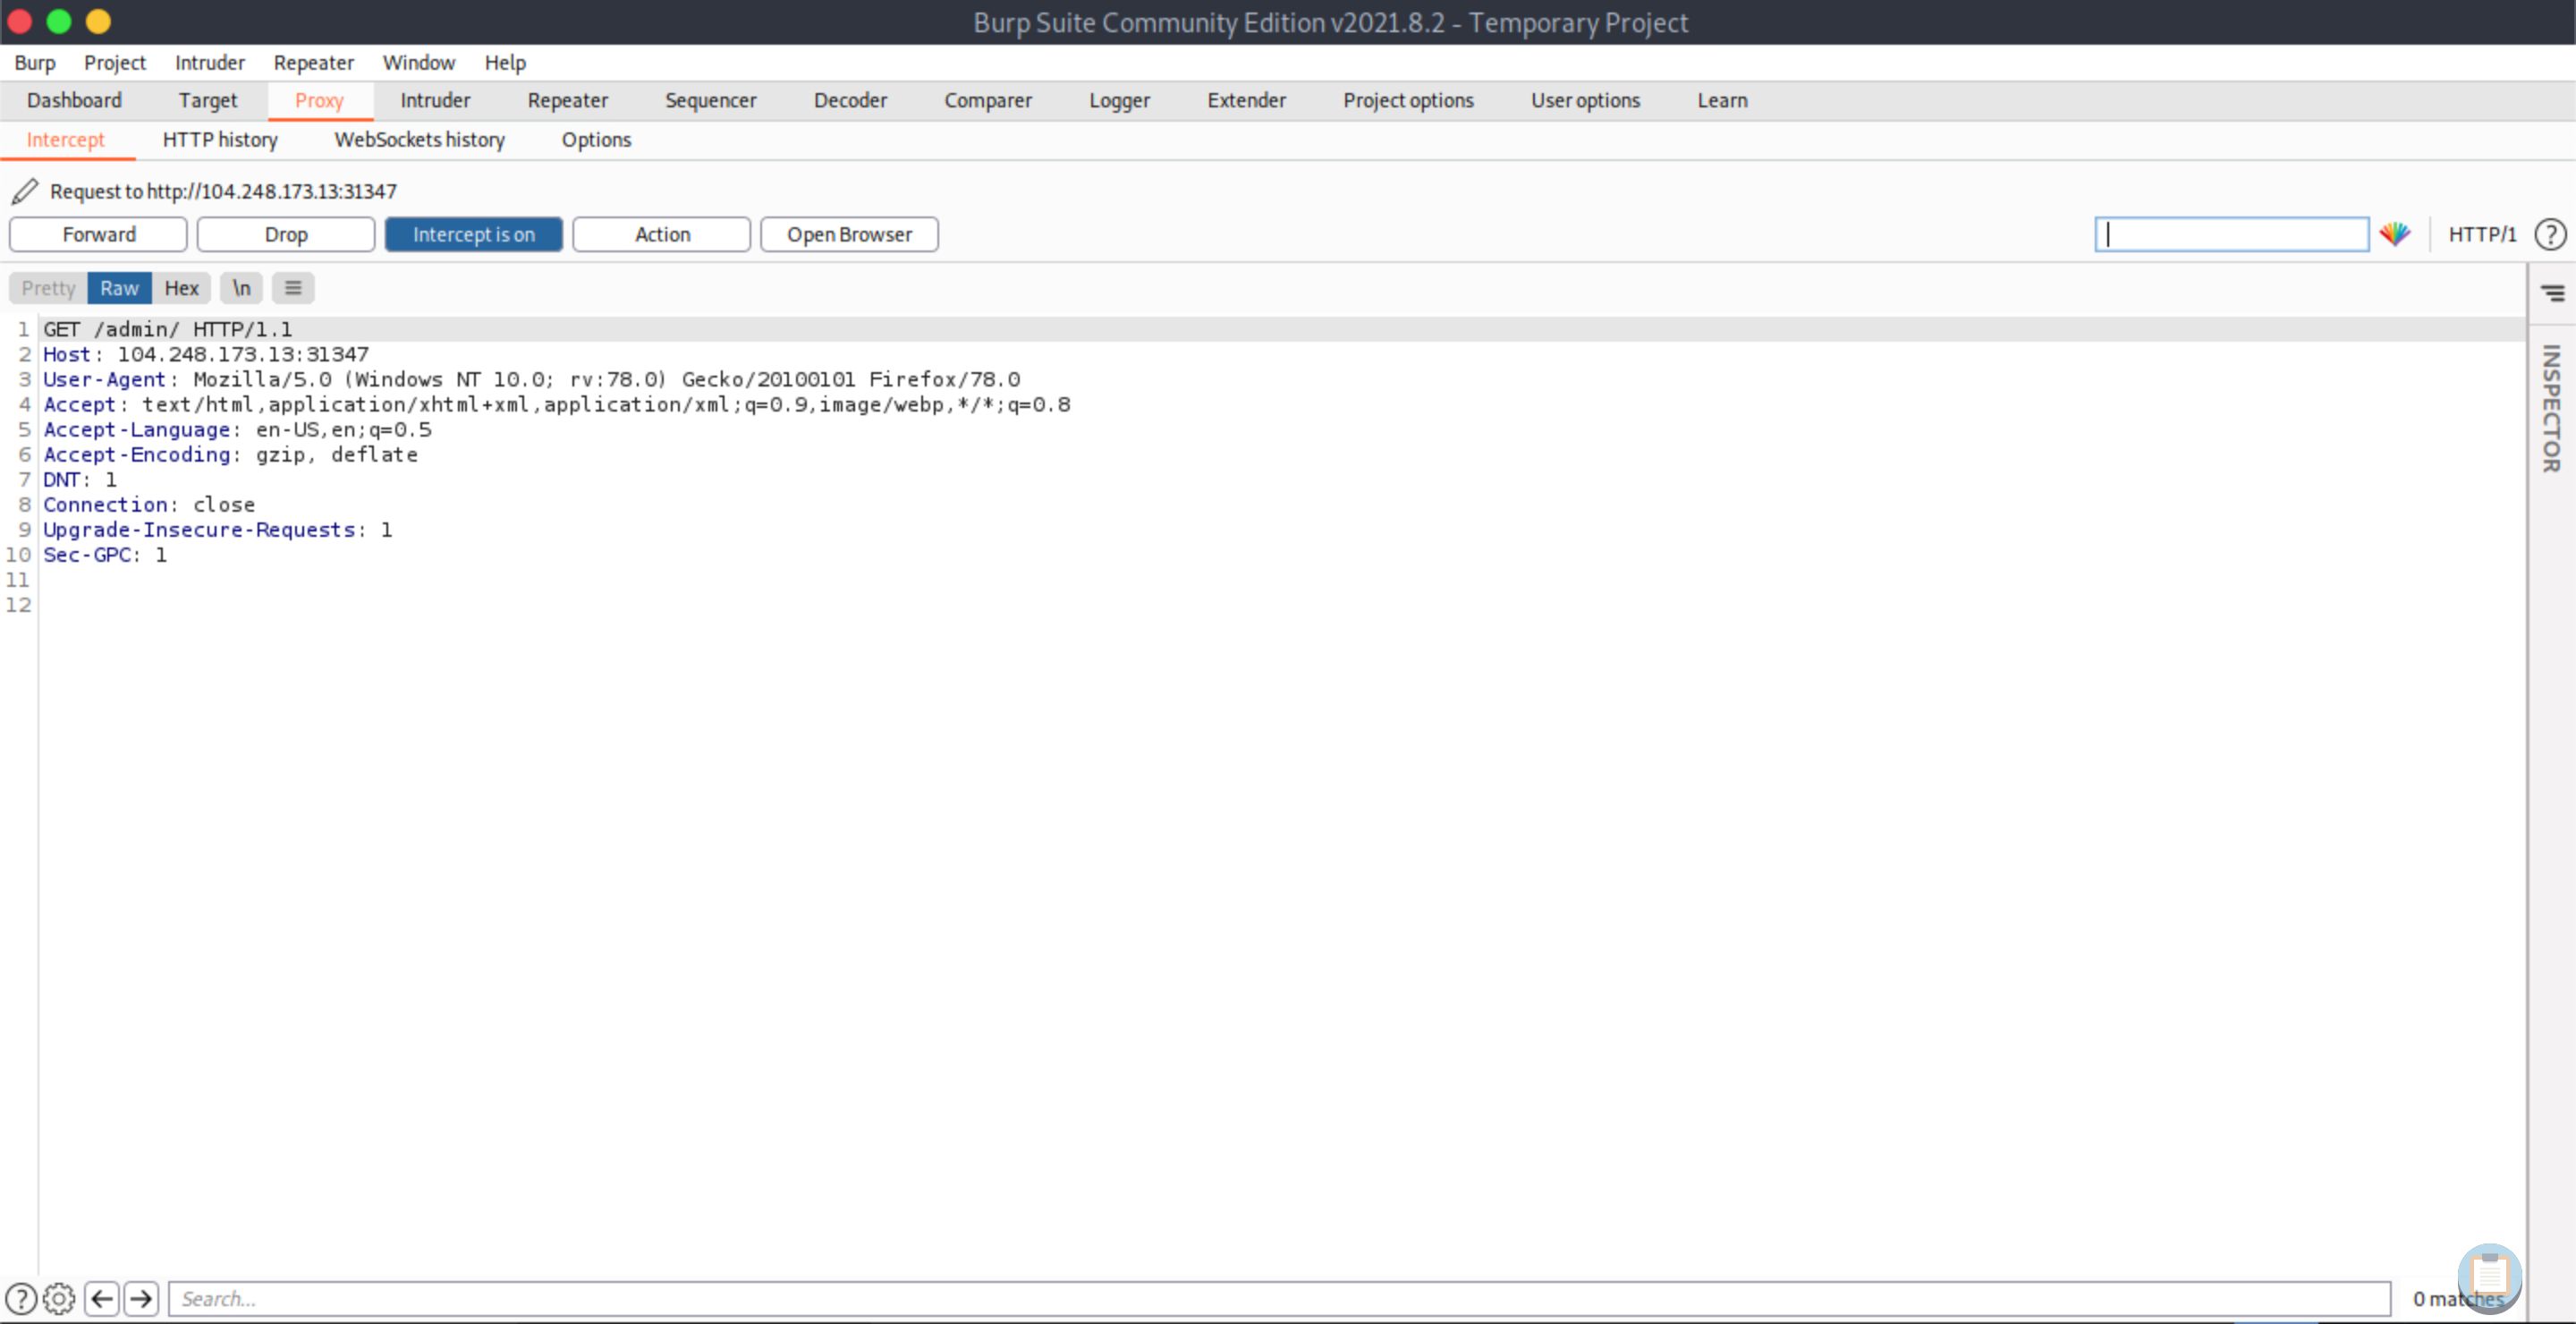 Burp Suite Community Edition v2021.8.2 - Temporary Project
Burp Project Intruder Repeater Window Help
Dashboard Target Proxy Intruder Repeater Sequencer Decoder Comparer Logger Extender Project options User options Learn
Intercept HTTP history WebSockets history Options
Request to http://104.248.173.13:31347
Forward Drop Intercept is on Action Open Browser HTTP/1 ?
Pretty Raw Hex \n
1 GET /admin/ HTTP/1.1
2 Host: 104.248.173.13:31347
3 User-Agent: Mozilla/5.0 (Windows NT 10.0; rv:78.0) Gecko/20100101 Firefox/78.0
4 Accept: text/html,application/xhtml+xml,application/xml;q=0.9,image/webp,*/*;q=0.8
5 Accept-Language: en-US,en;q=0.5
6 Accept-Encoding: gzip, deflate
7 DNT: 1
8 Connection: close
9 Upgrade-Insecure-Requests: 1
10 Sec-GPC: 1
11
12
INSPECTOR
? Search... 0 matches